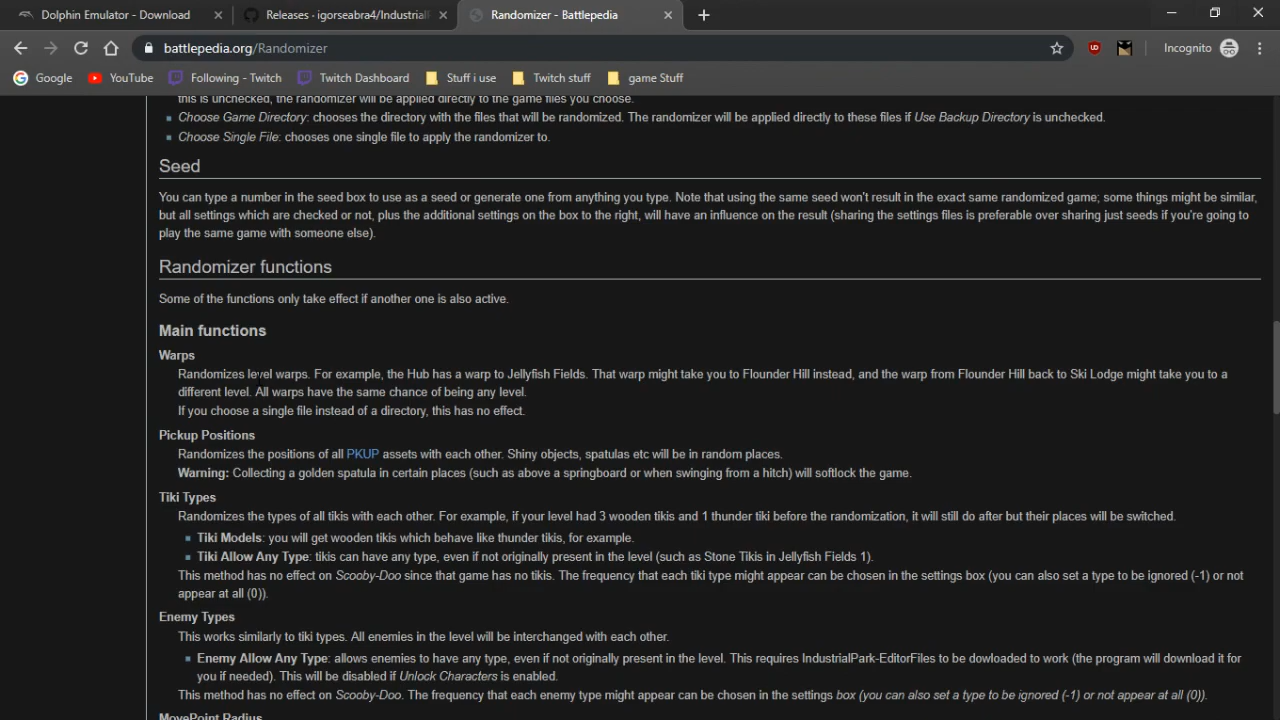 Dolphin Emulator - Download
Releases · igorseabra4/Industrial
Randomizer - Battlepedia
battlepedia.org/Randomizer
Incognito
Google
YouTube
Following - Twitch
Twitch Dashboard
Stuff i use
Twitch stuff
game Stuff
this is unchecked, the randomizer will be applied directly to the game files you choose.
Choose Game Directory: chooses the directory with the files that will be randomized. The randomizer will be applied directly to these files if Use Backup Directory is unchecked.
Choose Single File: chooses one single file to apply the randomizer to.
Seed
You can type a number in the seed box to use as a seed or generate one from anything you type. Note that using the same seed won't result in the exact same randomized game; some things might be similar,
but all settings which are checked or not, plus the additional settings on the box to the right, will have an influence on the result (sharing the settings files is preferable over sharing just seeds if you're going to
play the same game with someone else).
Randomizer functions
Some of the functions only take effect if another one is also active.
Main functions
Warps
Randomizes level warps. For example, the Hub has a warp to Jellyfish Fields. That warp might take you to Flounder Hill instead, and the warp from Flounder Hill back to Ski Lodge might take you to a
different level. All warps have the same chance of being any level.
If you choose a single file instead of a directory, this has no effect.
Pickup Positions
Randomizes the positions of all PKUP assets with each other. Shiny objects, spatulas etc will be in random places.
Warning: Collecting a golden spatula in certain places (such as above a springboard or when swinging from a hitch) will softlock the game.
Tiki Types
Randomizes the types of all tikis with each other. For example, if your level had 3 wooden tikis and 1 thunder tiki before the randomization, it will still do after but their places will be switched.
Tiki Models: you will get wooden tikis which behave like thunder tikis, for example.
Tiki Allow Any Type: tikis can have any type, even if not originally present in the level (such as Stone Tikis in Jellyfish Fields 1).
This method has no effect on Scooby-Doo since that game has no tikis. The frequency that each tiki type might appear can be chosen in the settings box (you can also set a type to be ignored (-1) or not
appear at all (0)).
Enemy Types
This works similarly to tiki types. All enemies in the level will be interchanged with each other.
Enemy Allow Any Type: allows enemies to have any type, even if not originally present in the level. This requires IndustrialPark-EditorFiles to be dowloaded to work (the program will download it for
you if needed). This will be disabled if Unlock Characters is enabled.
This method has no effect on Scooby-Doo. The frequency that each enemy type might appear can be chosen in the settings box (you can also set a type to be ignored (-1) or not appear at all (0)).
MovePoint Radius